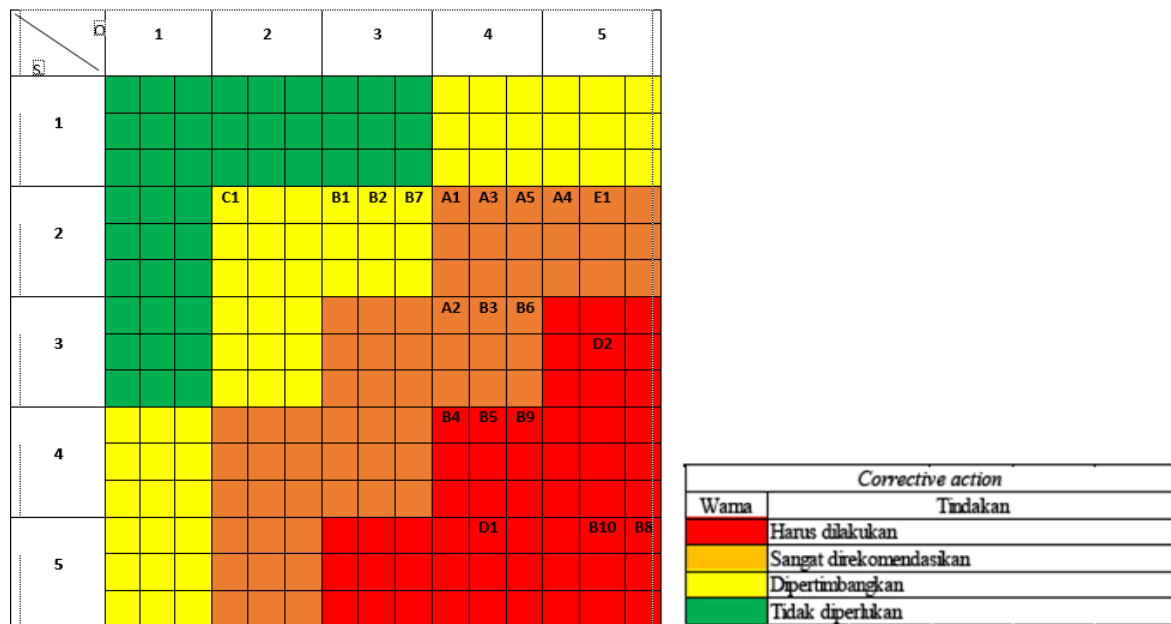 O
1 2 3 4 5
S
1
C1 B1 B2 B7 A1 A3 A5 A4 E1
2
A2 B3 B6
3 D2
B4 B5 B9
4
D1 B10 B8
5
Corrective action
Warna Tindakan
Harus dilakukan
Sangat direkomendasikan
Dipertimbangkan
Tidak diperlukan